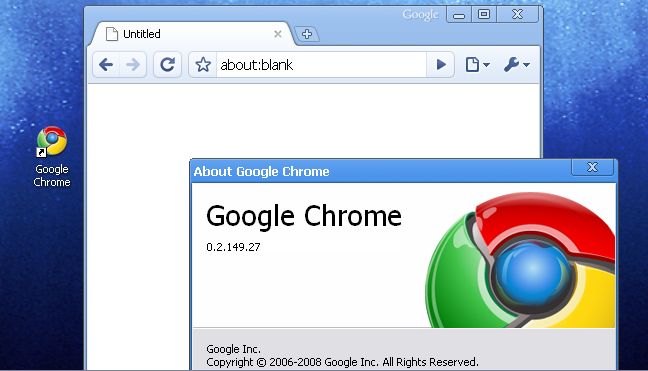 Google
Untitled
about:blank
Google
Chrome
About Google Chrome
Google Chrome
0.2.149.27
Google Inc.
Copyright © 2006-2008 Google Inc. All Rights Reserved.